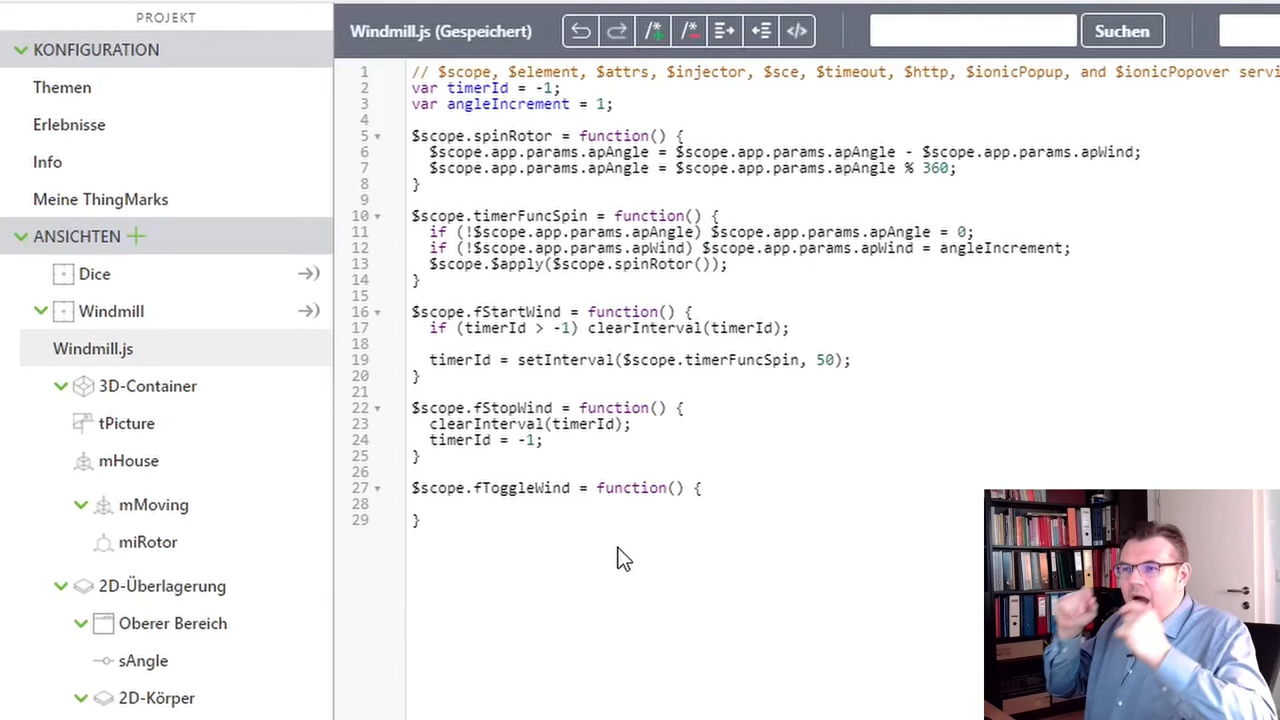 PROJEKT
KONFIGURATION
Themen
Erlebnisse
Info
Meine ThingMarks
ANSICHTEN
Dice
Windmill
Windmill.js
3D-Container
tPicture
mHouse
mMoving
miRotor
2D-Überlagerung
Oberer Bereich
sAngle
2D-Körper
Windmill.js (Gespeichert)
Suchen
1 // $scope, $element, $attrs, $injector, $sce, $timeout, $http, $ionicPopup, and $ionicPopover servi
2 var timerId = -1;
3 var angleIncrement = 1;
4
5 $scope.spinRotor = function() {
6 $scope.app.params.apAngle = $scope.app.params.apAngle - $scope.app.params.apWind;
7 $scope.app.params.apAngle = $scope.app.params.apAngle % 360;
8 }
9
10 $scope.timerFuncSpin = function() {
11 if (!$scope.app.params.apAngle) $scope.app.params.apAngle = 0;
12 if (!$scope.app.params.apWind) $scope.app.params.apWind = angleIncrement;
13 $scope.$apply($scope.spinRotor());
14 }
15
16 $scope.fStartWind = function() {
17 if (timerId > -1) clearInterval(timerId);
18
19 timerId = setInterval($scope.timerFuncSpin, 50);
20 }
21
22 $scope.fStopWind = function() {
23 clearInterval(timerId);
24 timerId = -1;
25 }
26
27 $scope.fToggleWind = function() {
28
29 }